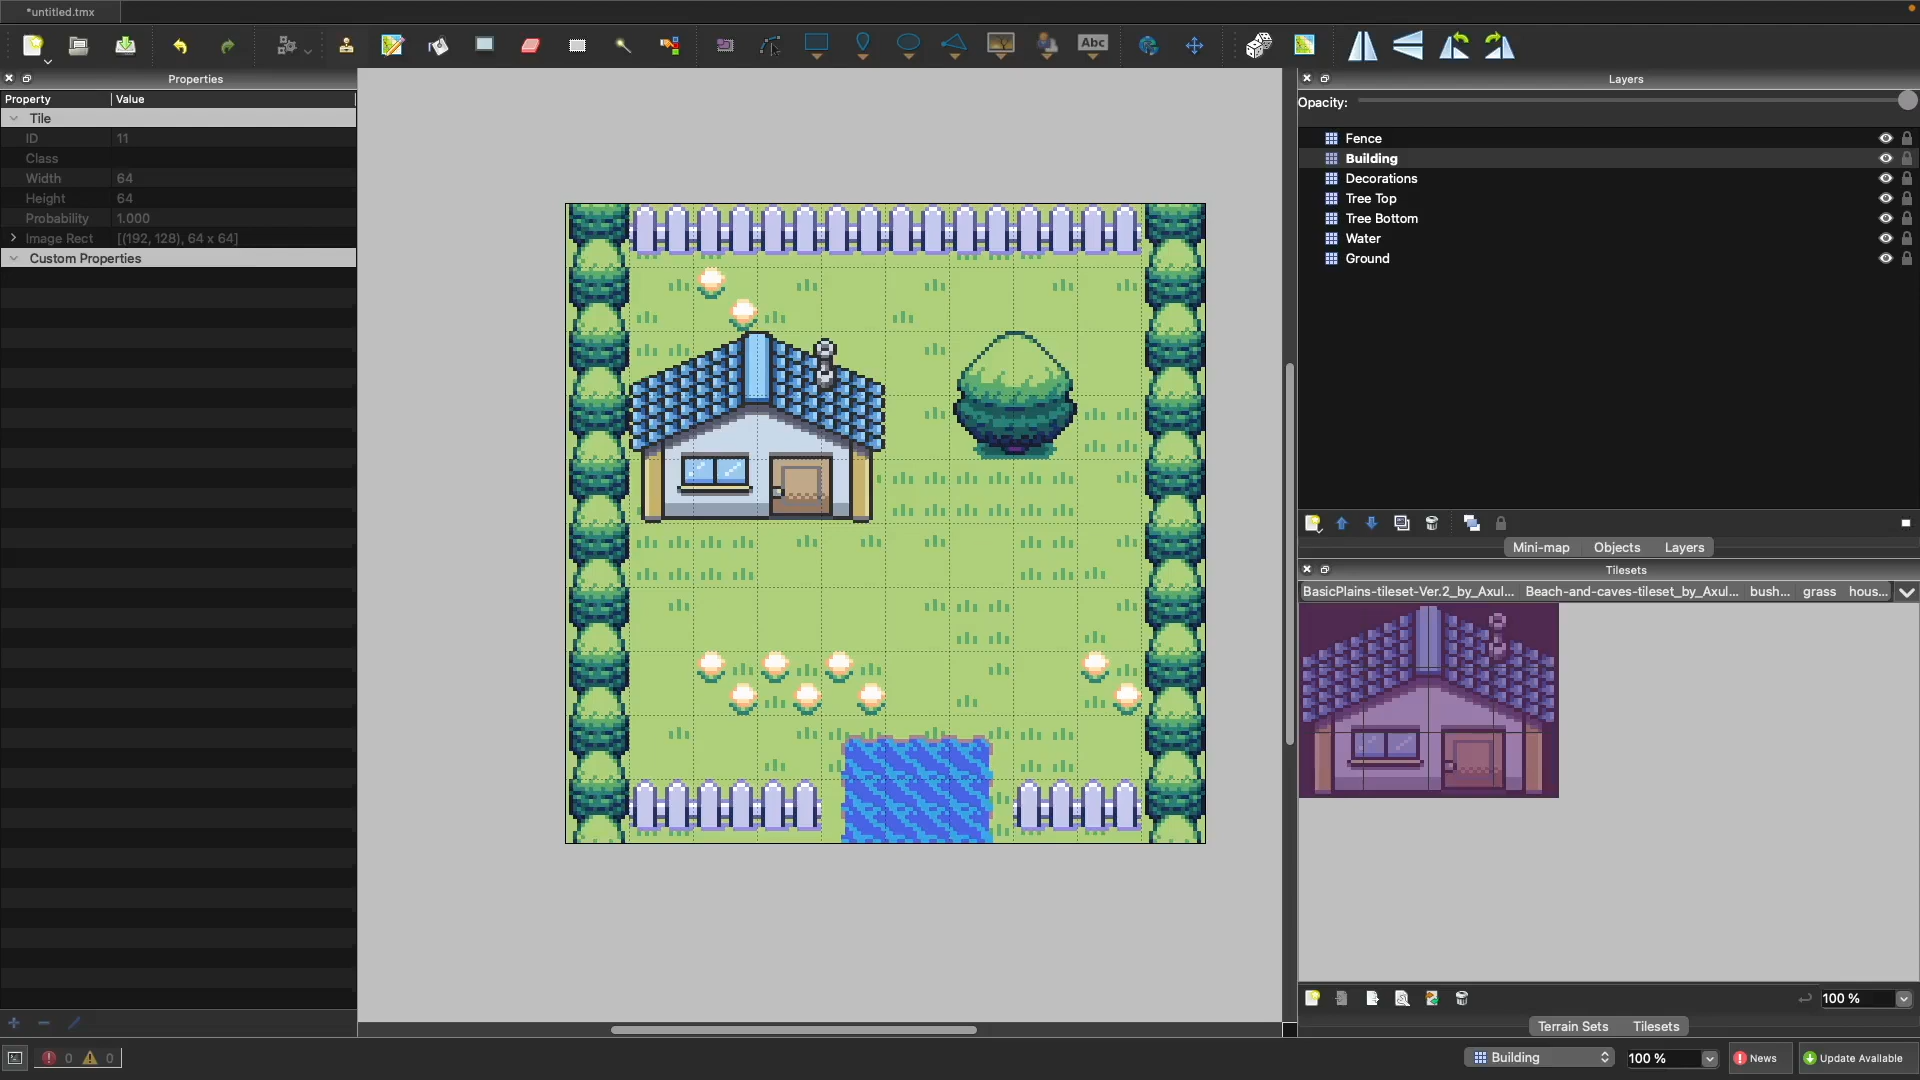 *untitled.tmx
Abc
Properties
Property Value
Tile
ID 11
Class
Width 64
Height 64
Probability 1.000
Image Rect [(192, 128), 64 x 64]
Custom Properties
Layers
Opacity:
Fence
Building
Decorations
Tree Top
Tree Bottom
Water
Ground
Mini-map Objects Layers
Tilesets
BasicPlains-tileset-Ver.2_by_Axul... Beach-and-caves-tileset_by_Axul... bush... grass hous...
100 %
Terrain Sets Tilesets
0 0
Building 100 % News Update Available